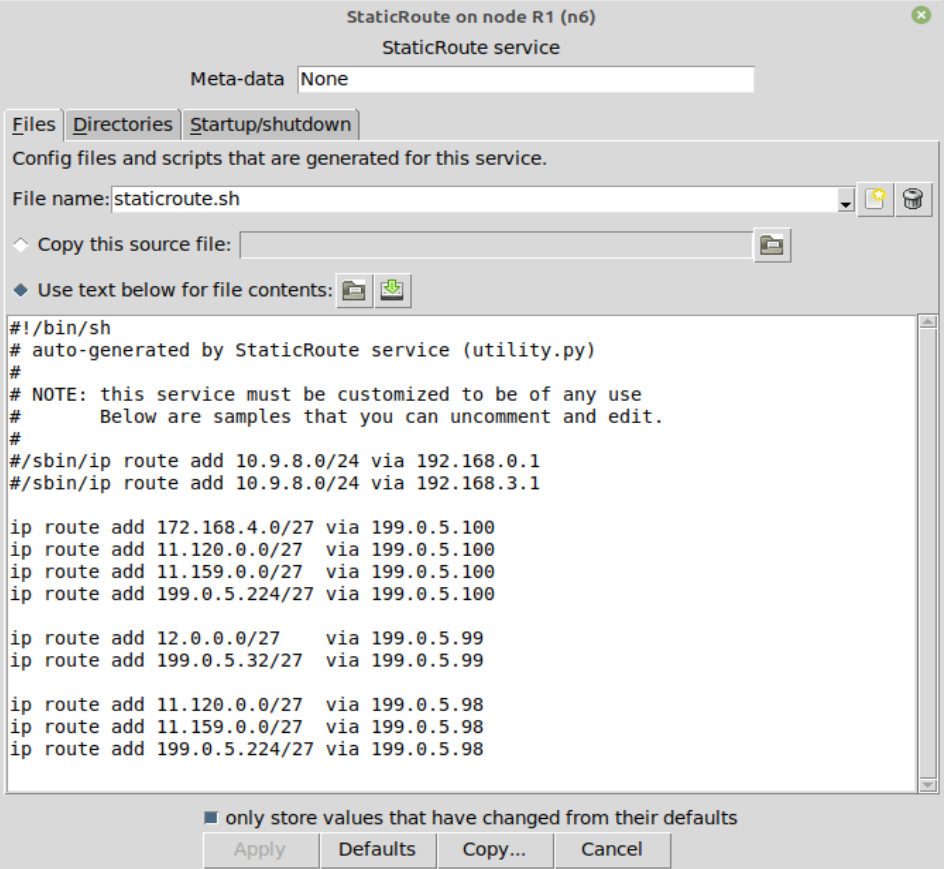 StaticRoute on node R1 (n6)
StaticRoute service
Meta-data None
Files Directories Startup/shutdown
Config files and scripts that are generated for this service.
File name: staticroute.sh
Copy this source file:
Use text below for file contents:
#!/bin/sh
# auto-generated by StaticRoute service (utility.py)
#
# NOTE: this service must be customized to be of any use
#       Below are samples that you can uncomment and edit.
#
#/sbin/ip route add 10.9.8.0/24 via 192.168.0.1
#/sbin/ip route add 10.9.8.0/24 via 192.168.3.1
ip route add 172.168.4.0/27 via 199.0.5.100
ip route add 11.120.0.0/27  via 199.0.5.100
ip route add 11.159.0.0/27  via 199.0.5.100
ip route add 199.0.5.224/27 via 199.0.5.100
ip route add 12.0.0.0/27    via 199.0.5.99
ip route add 199.0.5.32/27  via 199.0.5.99
ip route add 11.120.0.0/27  via 199.0.5.98
ip route add 11.159.0.0/27  via 199.0.5.98
ip route add 199.0.5.224/27 via 199.0.5.98
only store values that have changed from their defaults
Apply Defaults Copy... Cancel